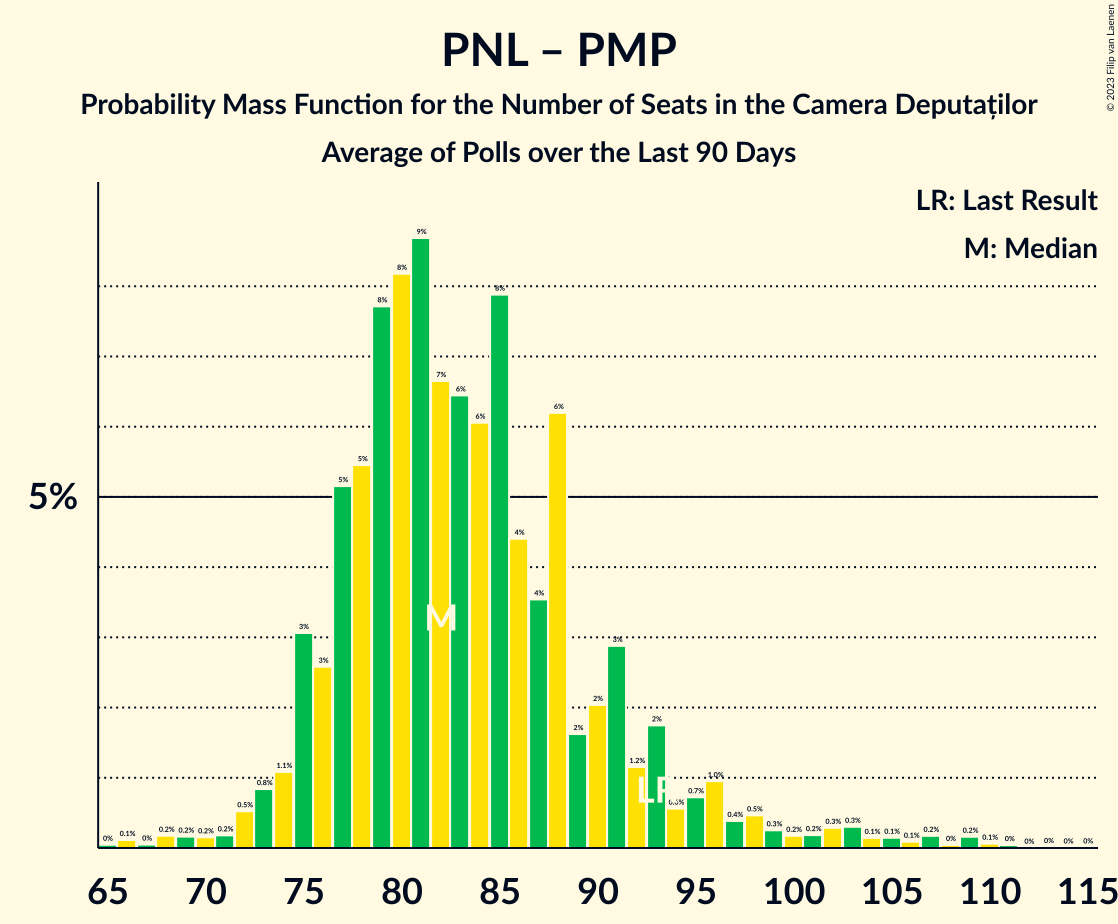 PNL – PMP
Probability Mass Function for the Number of Seats in the Camera Deputaților
Average of Polls over the Last 90 Days
© 2023 Filip van Laenen
LR: Last Result
M: Median
5%
0% 0.1% 0% 0.2% 0.2% 0.2% 0.2% 0.5% 0.8% 1.1% 3% 3% 5% 5% 8% 8% 9% 7% 6% 6% 8% 4% 4% 6% 2% 2% 3% 1.2% 2% 0.7% 1.0% 0.4% 0.5% 0.3% 0.2% 0.2% 0.3% 0.3% 0.1% 0.1% 0.1% 0.2% 0% 0.2% 0.1% 0% 0% 0% 0% 0%
M
LR
65 70 75 80 85 90 95 100 105 110 115